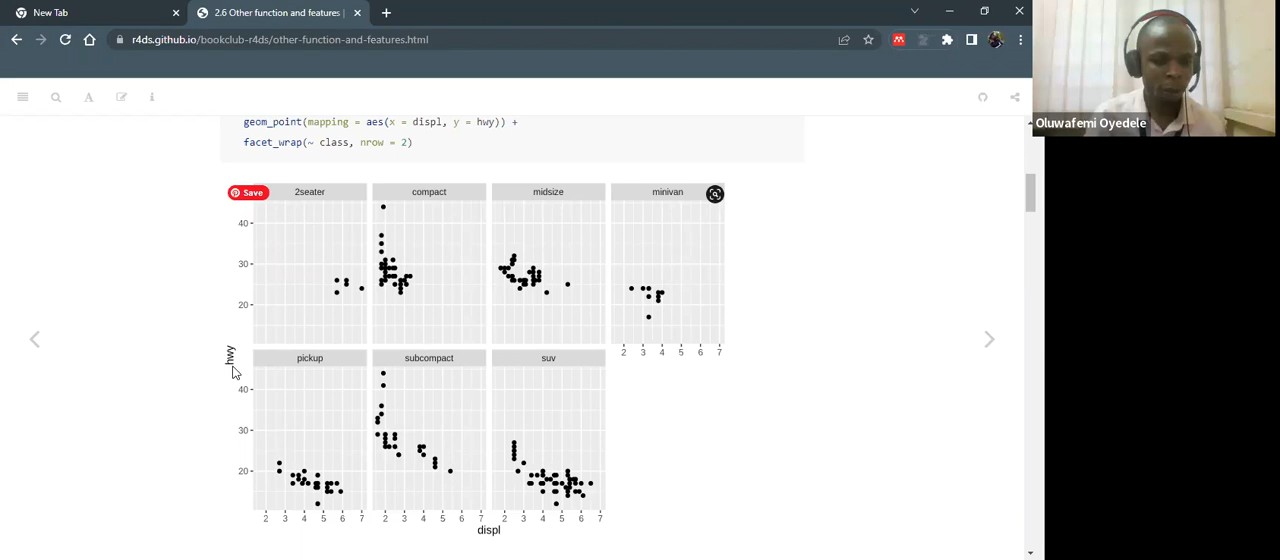 New Tab
2.6 Other function and features |
r4ds.github.io/bookclub-r4ds/other-function-and-features.html
Oluwafemi Oyedele
geom_point(mapping = aes(x = displ, y = hwy)) +
facet_wrap(~ class, nrow = 2)
Save
2seater
compact
midsize
minivan
40
30
20
2 3 4 5 6 7
hwy
pickup
subcompact
suv
40
30
20
2 3 4 5 6 7
2 3 4 5 6 7
2 3 4 5 6 7
displ